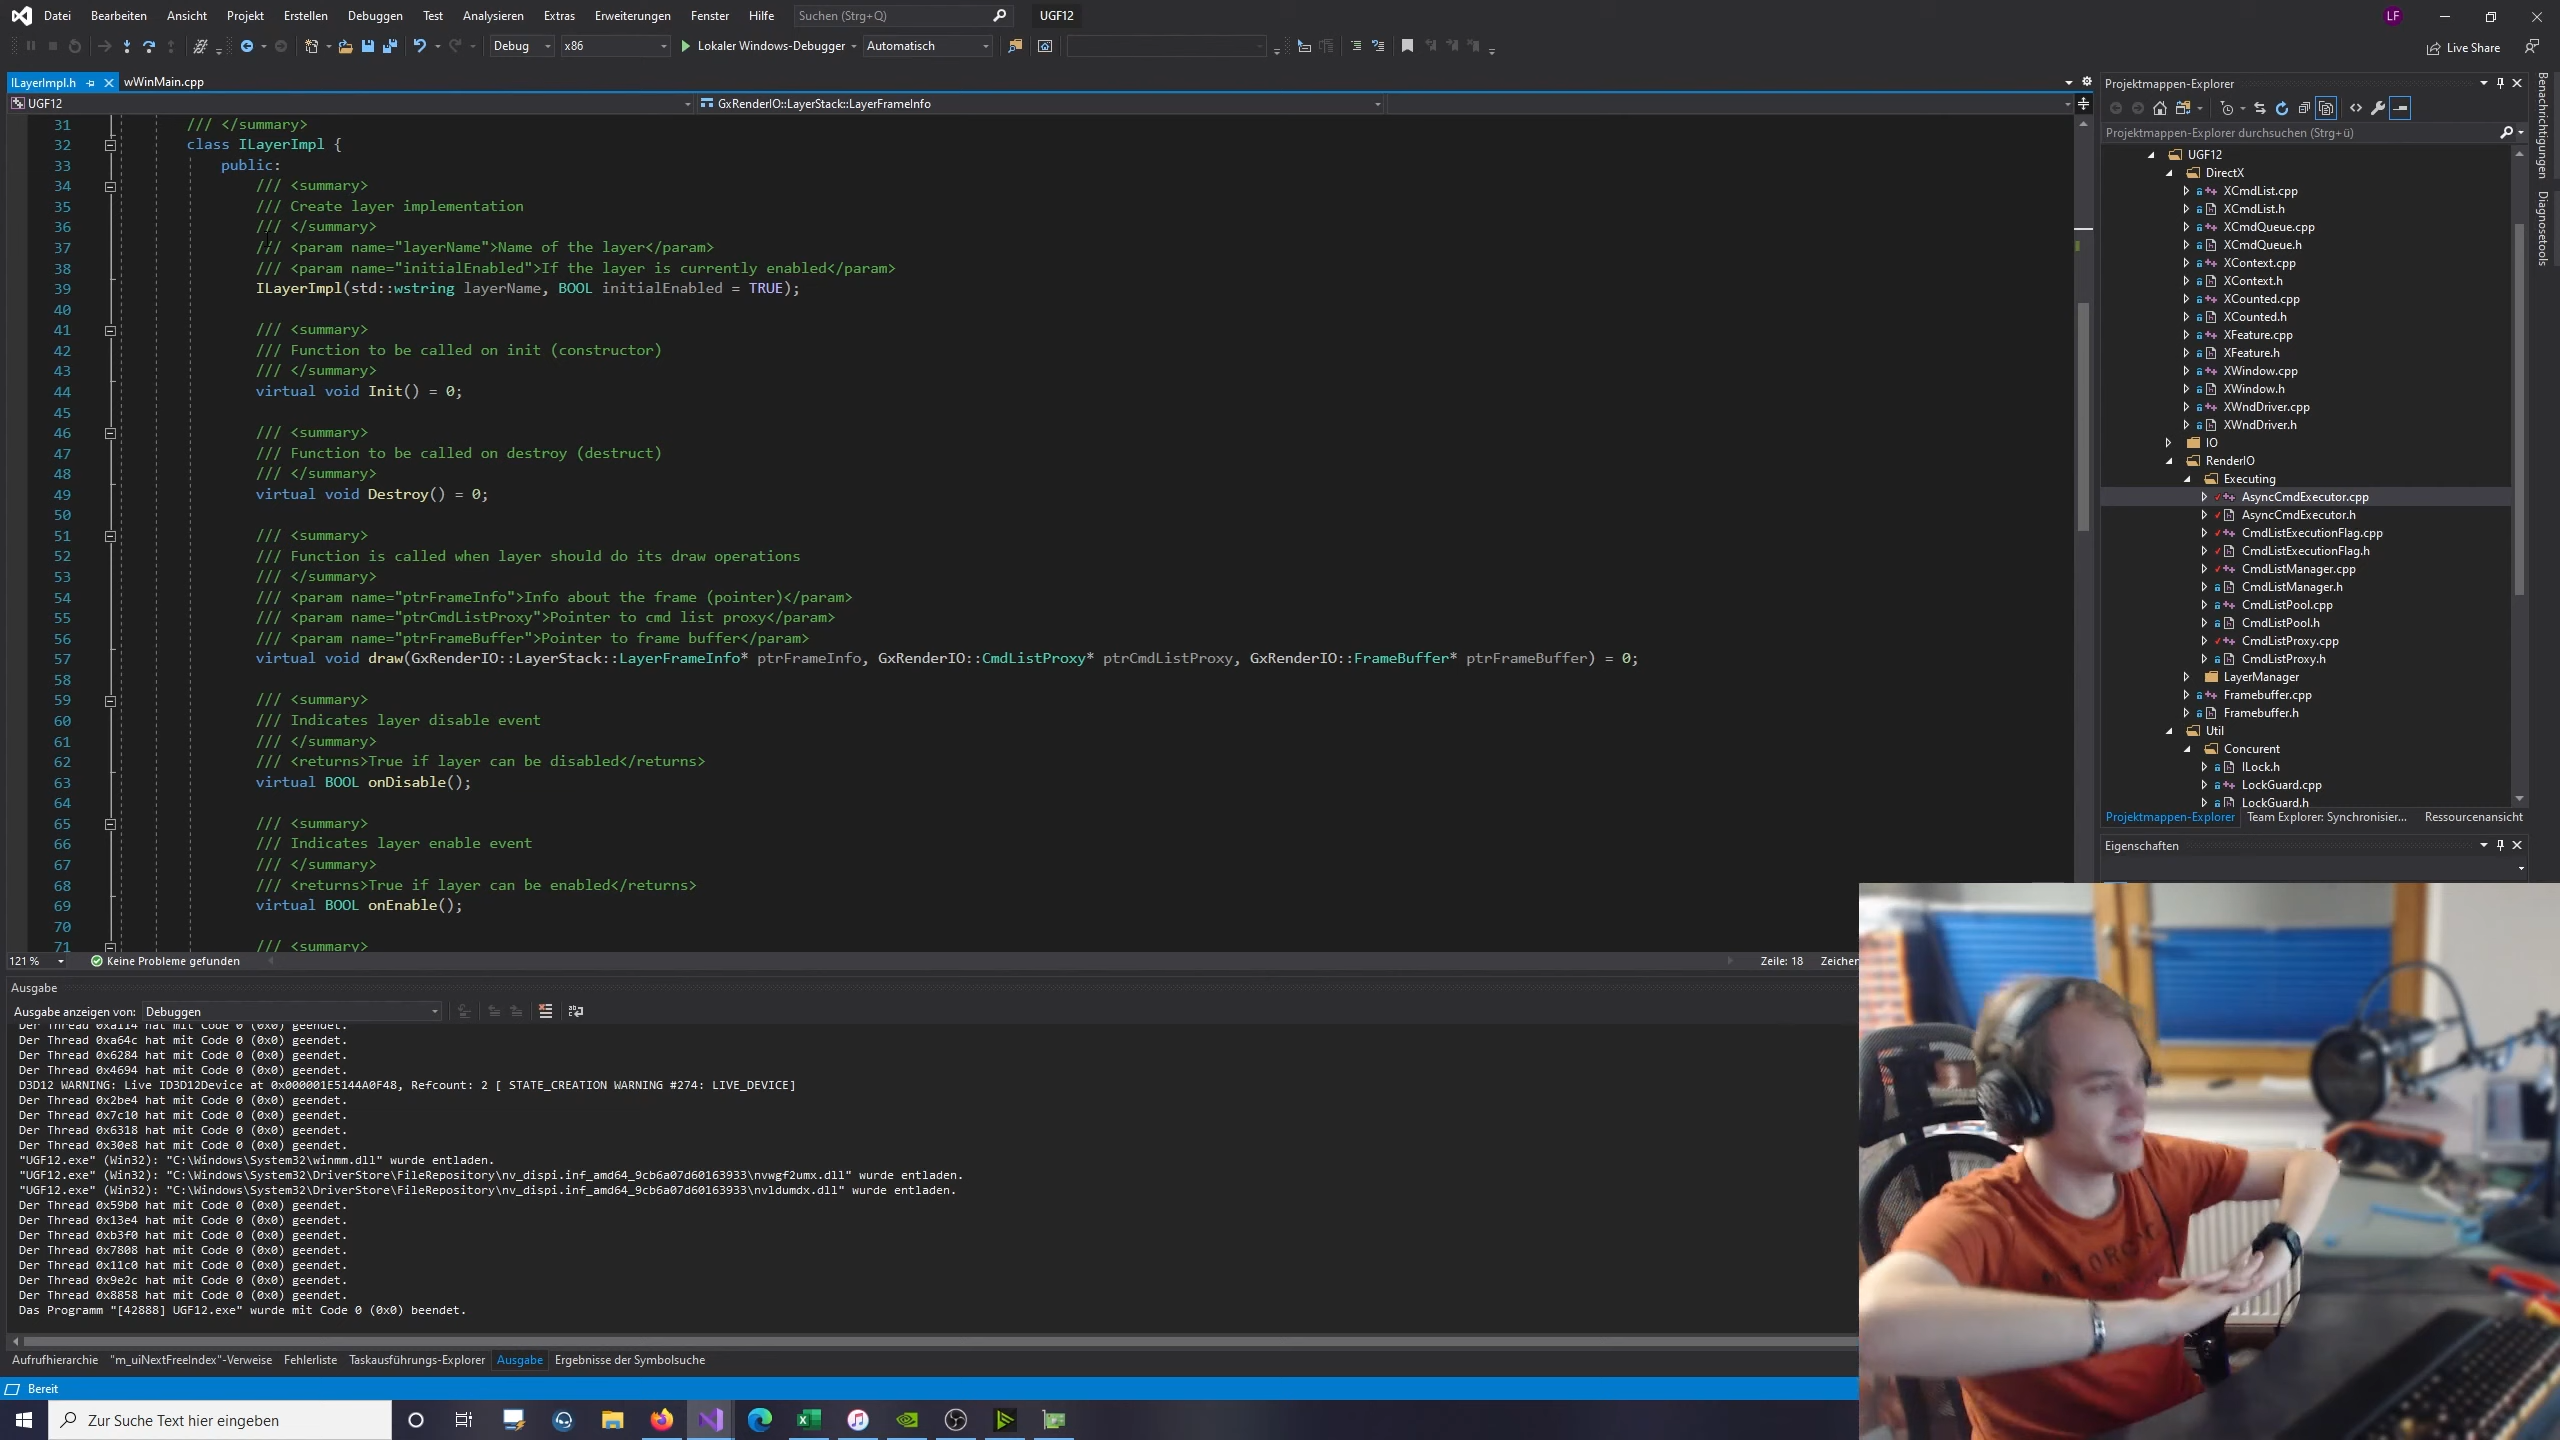 Datei Bearbeiten Ansicht Projekt Erstellen Debuggen Test Analysieren Extras Erweiterungen Fenster Hilfe Suchen (Strg+Q) UGF12 LF
Debug x86 Lokaler Windows-Debugger Automatisch Live Share
ILayerImpl.h wWinMain.cpp
UGF12 GxRenderIO::LayerStack::LayerFrameInfo
31 /// </summary>
32 class ILayerImpl {
33 public:
34 /// <summary>
35 /// Create layer implementation
36 /// </summary>
37 /// <param name="layerName">Name of the layer</param>
38 /// <param name="initialEnabled">If the layer is currently enabled</param>
39 ILayerImpl(std::wstring layerName, BOOL initialEnabled = TRUE);
40
41 /// <summary>
42 /// Function to be called on init (constructor)
43 /// </summary>
44 virtual void Init() = 0;
45
46 /// <summary>
47 /// Function to be called on destroy (destruct)
48 /// </summary>
49 virtual void Destroy() = 0;
50
51 /// <summary>
52 /// Function is called when layer should do its draw operations
53 /// </summary>
54 /// <param name="ptrFrameInfo">Info about the frame (pointer)</param>
55 /// <param name="ptrCmdListProxy">Pointer to cmd list proxy</param>
56 /// <param name="ptrFrameBuffer">Pointer to frame buffer</param>
57 virtual void draw(GxRenderIO::LayerStack::LayerFrameInfo* ptrFrameInfo, GxRenderIO::CmdListProxy* ptrCmdListProxy, GxRenderIO::FrameBuffer* ptrFrameBuffer) = 0;
58
59 /// <summary>
60 /// Indicates layer disable event
61 /// </summary>
62 /// <returns>True if layer can be disabled</returns>
63 virtual BOOL onDisable();
64
65 /// <summary>
66 /// Indicates layer enable event
67 /// </summary>
68 /// <returns>True if layer can be enabled</returns>
69 virtual BOOL onEnable();
70
71 /// <summary>
121 % Keine Probleme gefunden Zeile: 18 Zeichen
Ausgabe
Ausgabe anzeigen von: Debuggen
Der Thread 0xa114 hat mit Code 0 (0x0) geendet.
Der Thread 0xa64c hat mit Code 0 (0x0) geendet.
Der Thread 0x6284 hat mit Code 0 (0x0) geendet.
Der Thread 0x4694 hat mit Code 0 (0x0) geendet.
D3D12 WARNING: Live ID3D12Device at 0x000001E5144A0F48, Refcount: 2 [ STATE_CREATION WARNING #274: LIVE_DEVICE]
Der Thread 0x2be4 hat mit Code 0 (0x0) geendet.
Der Thread 0x7c10 hat mit Code 0 (0x0) geendet.
Der Thread 0x6318 hat mit Code 0 (0x0) geendet.
Der Thread 0x30e8 hat mit Code 0 (0x0) geendet.
"UGF12.exe" (Win32): "C:\Windows\System32\winmm.dll" wurde entladen.
"UGF12.exe" (Win32): "C:\Windows\System32\DriverStore\FileRepository\nv_dispi.inf_amd64_9cb6a07d60163933\nvwgf2umx.dll" wurde entladen.
"UGF12.exe" (Win32): "C:\Windows\System32\DriverStore\FileRepository\nv_dispi.inf_amd64_9cb6a07d60163933\nvldumdx.dll" wurde entladen.
Der Thread 0x59b0 hat mit Code 0 (0x0) geendet.
Der Thread 0x13e4 hat mit Code 0 (0x0) geendet.
Der Thread 0xb3f0 hat mit Code 0 (0x0) geendet.
Der Thread 0x7808 hat mit Code 0 (0x0) geendet.
Der Thread 0x11c0 hat mit Code 0 (0x0) geendet.
Der Thread 0x9e2c hat mit Code 0 (0x0) geendet.
Der Thread 0x8858 hat mit Code 0 (0x0) geendet.
Das Programm "[42888] UGF12.exe" wurde mit Code 0 (0x0) beendet.
Aufrufhierarchie "m_uiNextFreeIndex"-Verweise Fehlerliste Taskausführungs-Explorer Ausgabe Ergebnisse der Symbolsuche
Bereit
Zur Suche Text hier eingeben
Projektmappen-Explorer
Projektmappen-Explorer durchsuchen (Strg+ü)
UGF12
DirectX
XCmdList.cpp
XCmdList.h
XCmdQueue.cpp
XCmdQueue.h
XContext.cpp
XContext.h
XCounted.cpp
XCounted.h
XFeature.cpp
XFeature.h
XWindow.cpp
XWindow.h
XWndDriver.cpp
XWndDriver.h
IO
RenderIO
Executing
AsyncCmdExecutor.cpp
AsyncCmdExecutor.h
CmdListExecutionFlag.cpp
CmdListExecutionFlag.h
CmdListManager.cpp
CmdListManager.h
CmdListPool.cpp
CmdListPool.h
CmdListProxy.cpp
CmdListProxy.h
LayerManager
Framebuffer.cpp
Framebuffer.h
Util
Concurent
ILock.h
LockGuard.cpp
LockGuard.h
Projektmappen-Explorer Team Explorer: Synchronisier... Ressourcenansicht
Eigenschaften
Benachrichtigungen
Diagnosetools